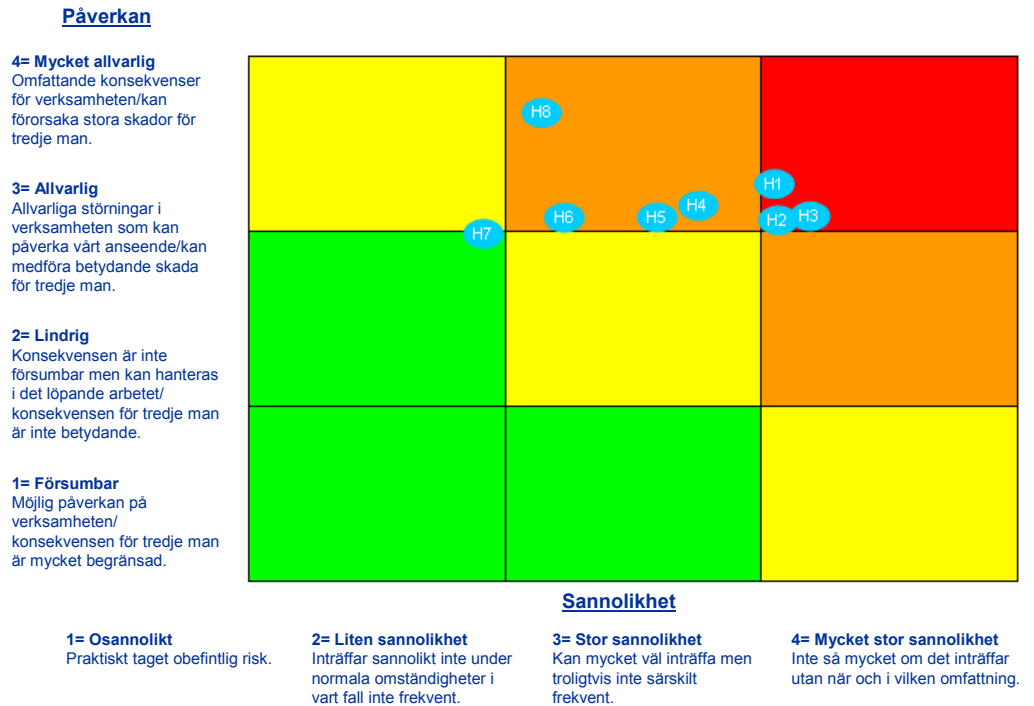 Påverkan
4= Mycket allvarlig
Omfattande konsekvenser
för verksamheten/kan
förorsaka stora skador för
tredje man.
3= Allvarlig
Allvarliga störningar i
verksamheten som kan
påverka vårt anseende/kan
medföra betydande skada
för tredje man.
2= Lindrig
Konsekvensen är inte
försumbar men kan hanteras
i det löpande arbetet/
konsekvensen för tredje man
är inte betydande.
1= Försumbar
Möjlig påverkan på
verksamheten/
konsekvensen för tredje man
är mycket begränsad.
H8
H1
H4
H6
H5
H2
H3
H7
Sannolikhet
1= Osannolikt
Praktiskt taget obefintlig risk.
2= Liten sannolikhet
Inträffar sannolikt inte under
normala omständigheter i
vart fall inte frekvent.
3= Stor sannolikhet
Kan mycket väl inträffa men
troligtvis inte särskilt
frekvent.
4= Mycket stor sannolikhet
Inte så mycket om det inträffar
utan när och i vilken omfattning.